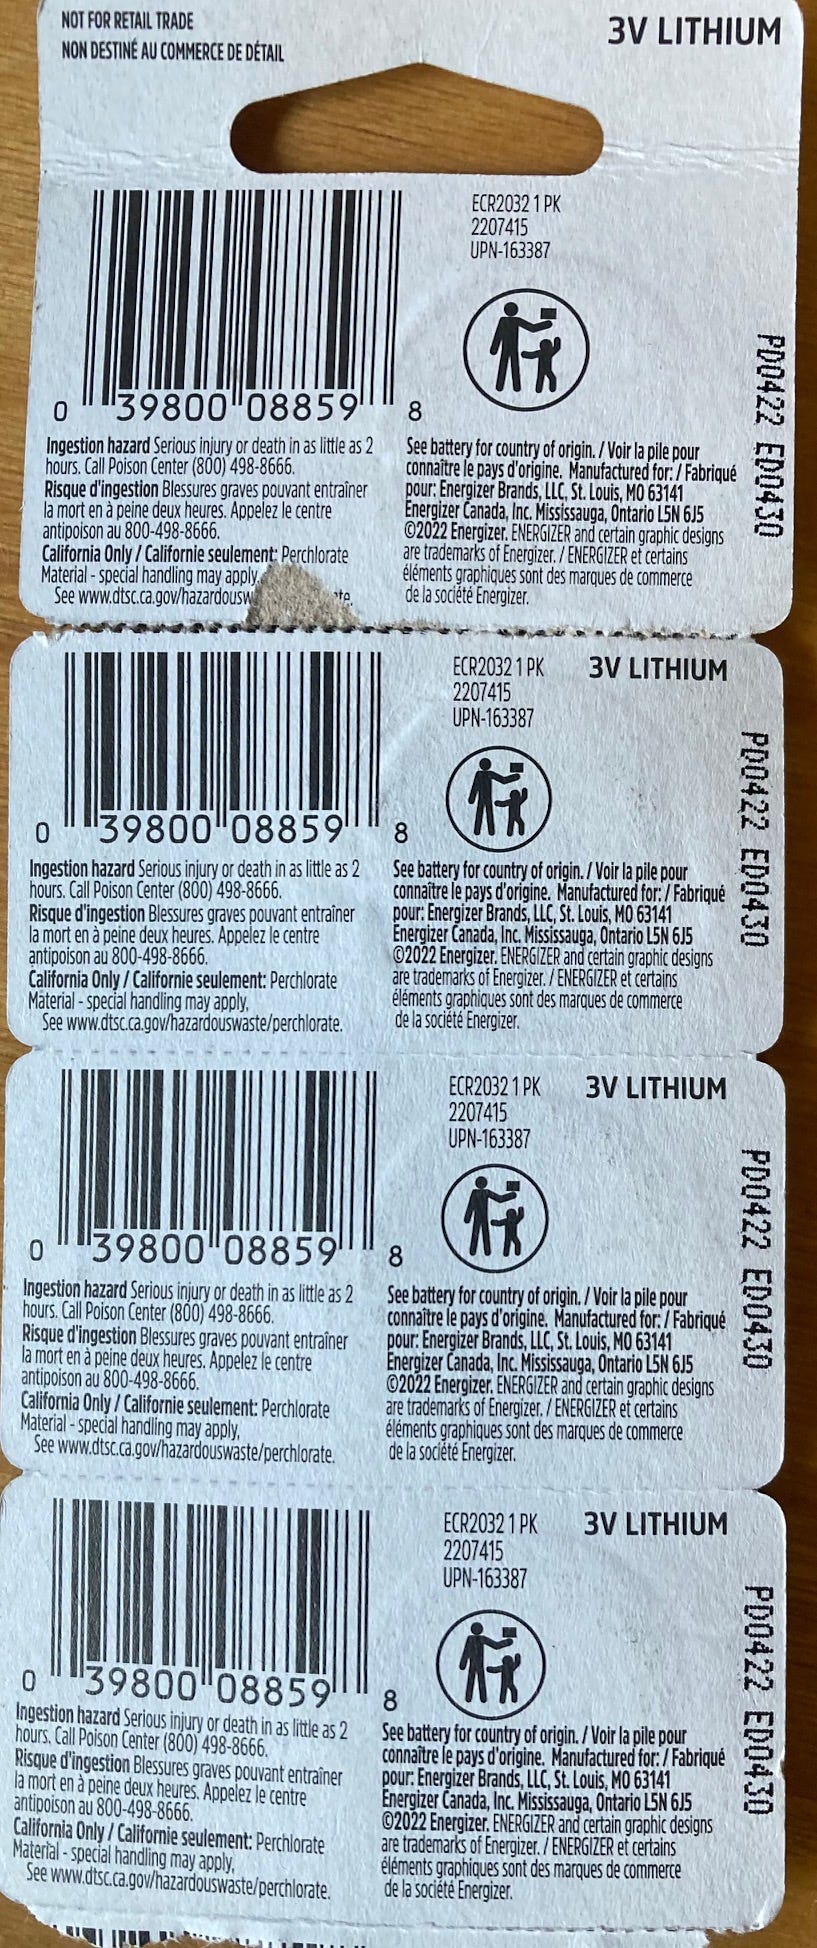 NOT FOR RETAIL TRADE
NON DESTINÉ AU COMMERCE DE DÉTAIL
3V LITHIUM
ECR2032 1 PK
2207415
UPN-163387
0 39800 08859 8
PD0422 ED0430
Ingestion hazard Serious injury or death in as little as 2
hours. Call Poison Center (800) 498-8666.
Risque d'ingestion Blessures graves pouvant entraîner
la mort en à peine deux heures. Appelez le centre
antipoison au 800-498-8666.
California Only / Californie seulement: Perchlorate
Material - special handling may apply
See www.dtsc.ca.gov/hazardousw
See battery for country of origin. / Voir la pile pour
connaître le pays d'origine. Manufactured for: / Fabriqué
pour: Energizer Brands, LLC, St. Louis, MO 63141
Energizer Canada, Inc. Mississauga, Ontario L5N 6J5
©2022 Energizer. ENERGIZER and certain graphic designs
are trademarks of Energizer. / ENERGIZER et certains
éléments graphiques sont des marques de commerce
de la société Energizer.
ECR2032 1 PK 3V LITHIUM
2207415
UPN-163387
0 39800 08859 8
PD0422 ED0430
Ingestion hazard Serious injury or death in as little as 2
hours. Call Poison Center (800) 498-8666.
Risque d'ingestion Blessures graves pouvant entraîner
la mort en à peine deux heures. Appelez le centre
antipoison au 800-498-8666.
California Only / Californie seulement: Perchlorate
Material - special handling may apply,
See www.dtsc.ca.gov/hazardouswaste/perchlorate.
See battery for country of origin. / Voir la pile pour
connaître le pays d'origine. Manufactured for: / Fabriqué
pour: Energizer Brands, LLC, St. Louis, MO 63141
Energizer Canada, Inc. Mississauga, Ontario L5N 6J5
©2022 Energizer. ENERGIZER and certain graphic designs
are trademarks of Energizer. / ENERGIZER et certains
éléments graphiques sont des marques de commerce
de la société Energizer.
ECR2032 1 PK 3V LITHIUM
2207415
UPN-163387
0 39800 08859 8
PD0422 ED0430
Ingestion hazard Serious injury or death in as little as 2
hours. Call Poison Center (800) 498-8666.
Risque d'ingestion Blessures graves pouvant entraîner
la mort en à peine deux heures. Appelez le centre
antipoison au 800-498-8666.
California Only / Californie seulement: Perchlorate
Material - special handling may apply,
See www.dtsc.ca.gov/hazardouswaste/perchlorate.
See battery for country of origin. / Voir la pile pour
connaître le pays d'origine. Manufactured for: / Fabriqué
pour: Energizer Brands, LLC, St. Louis, MO 63141
Energizer Canada, Inc. Mississauga, Ontario L5N 6J5
©2022 Energizer. ENERGIZER and certain graphic designs
are trademarks of Energizer. / ENERGIZER et certains
éléments graphiques sont des marques de commerce
de la société Energizer.
ECR2032 1 PK 3V LITHIUM
2207415
UPN-163387
0 39800 08859 8
PD0422 ED0430
Ingestion hazard Serious injury or death in as little as 2
hours. Call Poison Center (800) 498-8666.
Risque d'ingestion Blessures graves pouvant entraîner
la mort en à peine deux heures. Appelez le centre
antipoison au 800-498-8666.
California Only / Californie seulement: Perchlorate
Material - special handling may apply,
See www.dtsc.ca.gov/hazardouswaste/perchlorate.
See battery for country of origin. / Voir la pile pour
connaître le pays d'origine. Manufactured for: / Fabriqué
pour: Energizer Brands, LLC, St. Louis, MO 63141
Energizer Canada, Inc. Mississauga, Ontario L5N 6J5
©2022 Energizer. ENERGIZER and certain graphic designs
are trademarks of Energizer. / ENERGIZER et certains
éléments graphiques sont des marques de commerce
de la société Energizer.